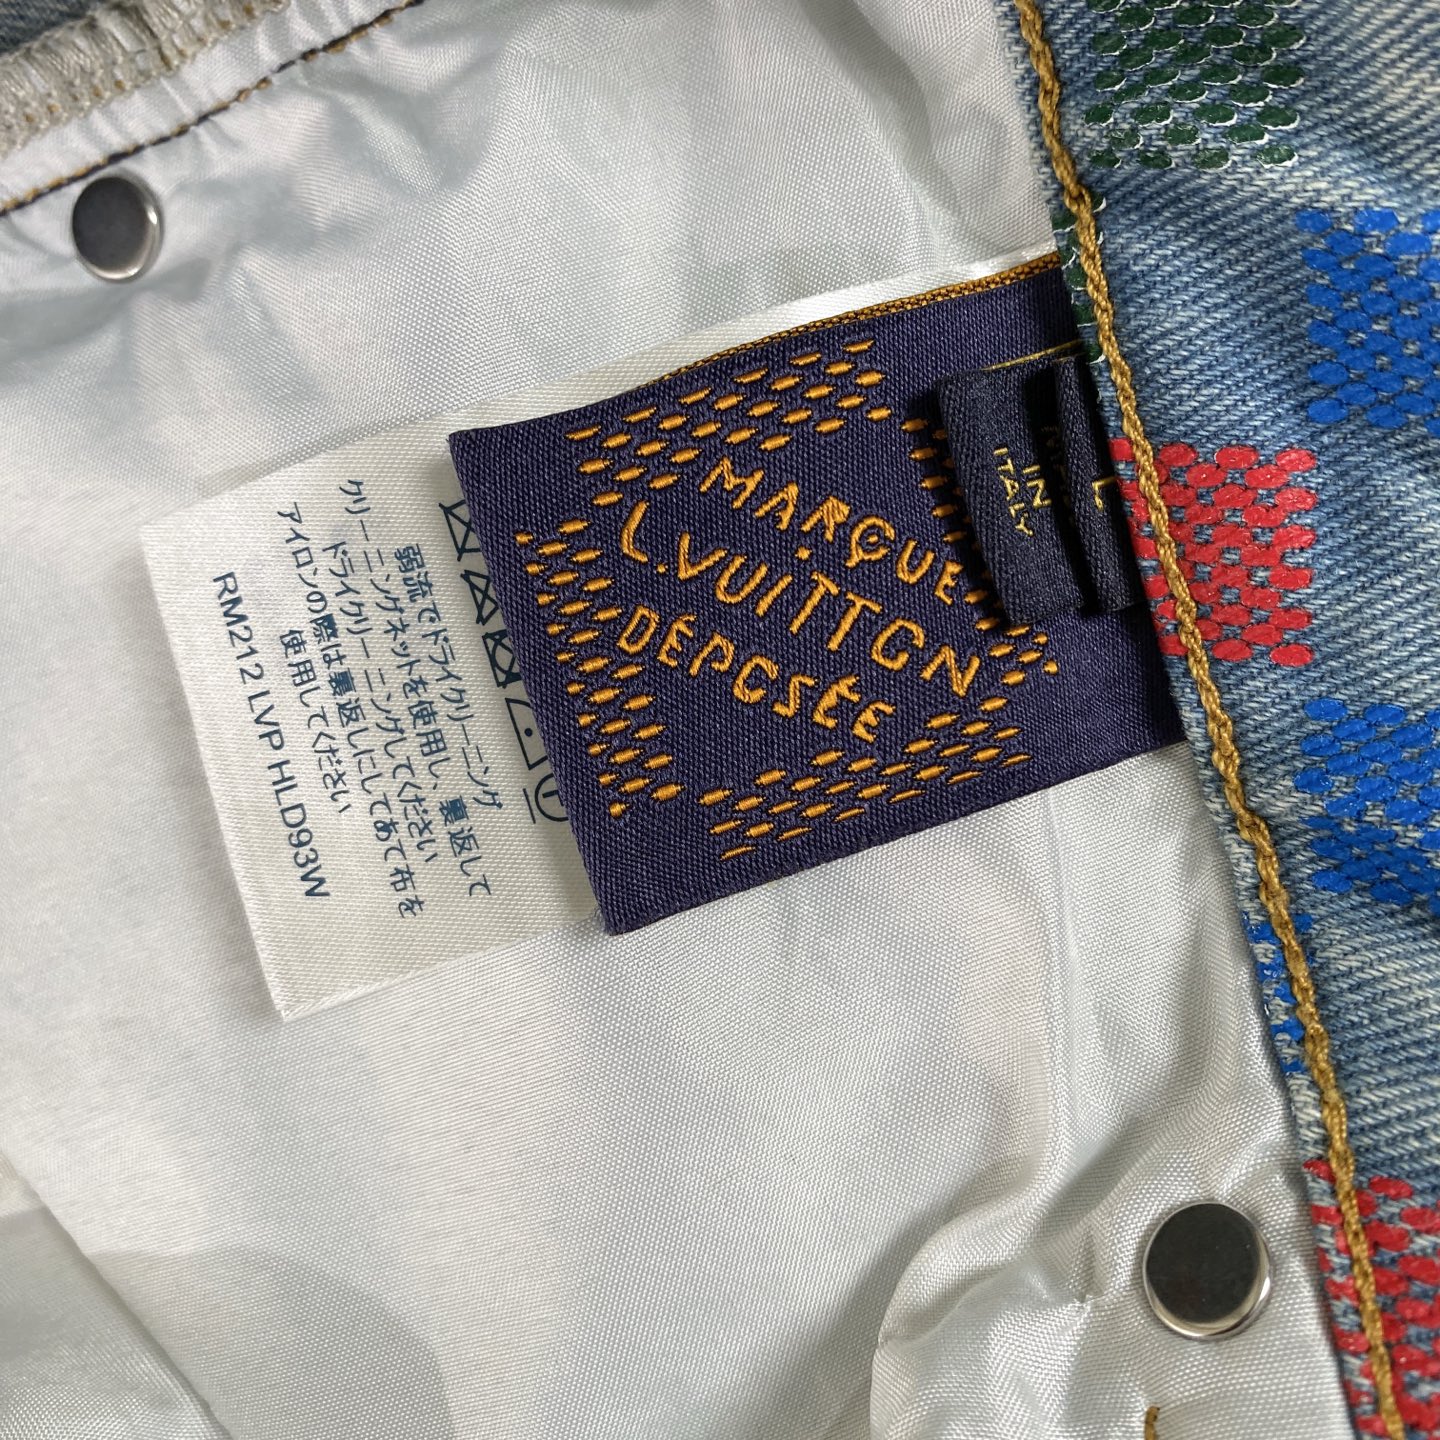 MARQUE
L.VUITTON
DÉPOSÉE
L
IN
ITALY
弱流でドライクリーニング
クリーニングネットを使用し、裏返して
ドライクリーニングしてください
アイロンの際は裏返しにしてあて布を
使用してください
RM212 LVP HLD93W